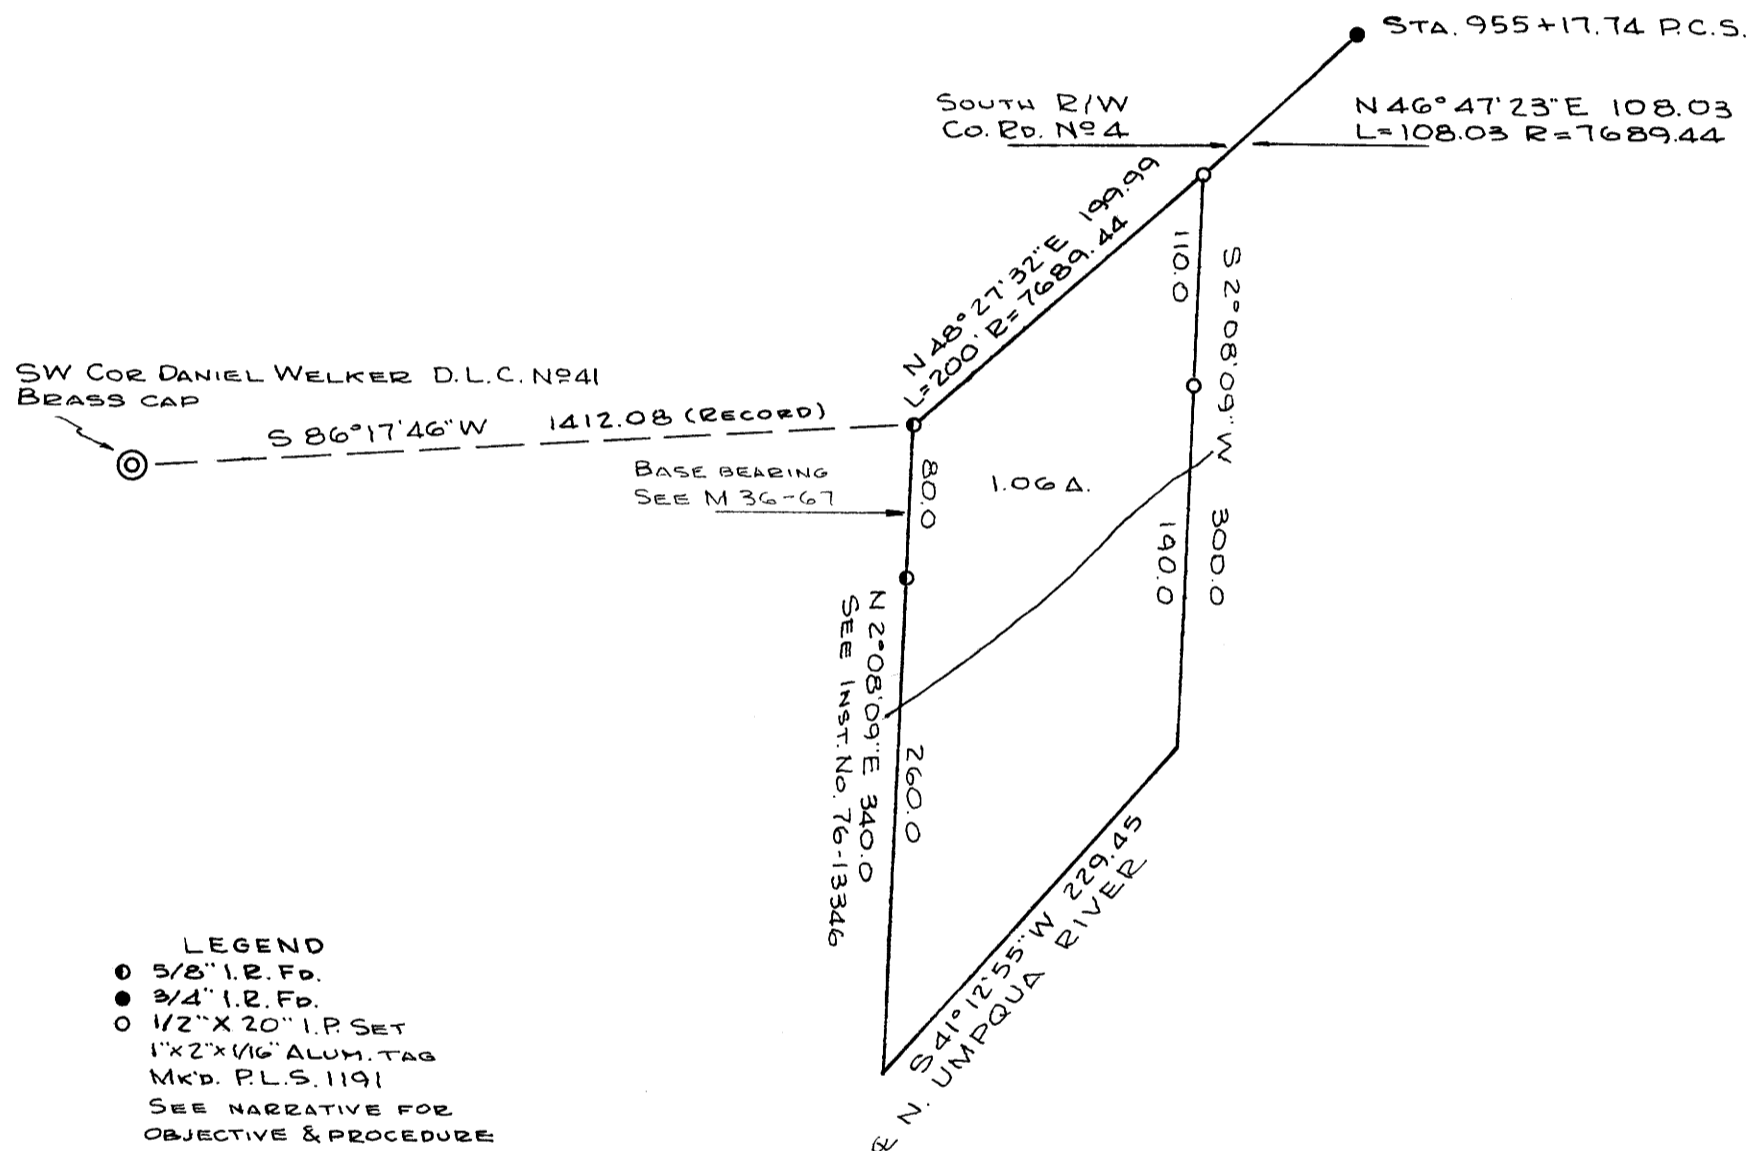 STA. 955+17.74 P.C.S.
SOUTH R/W
CO. RD. Nº 4
N 46° 47' 23" E 108.03
L=108.03 R=7689.44
N 48° 27' 32" E 199.99
L=200' R=7689.44
110.0
S 2° 08' 09" W 300.0
190.0
SW COR DANIEL WELKER D.L.C. Nº 41
BRASS CAP
S 86° 17' 46" W 1412.08 (RECORD)
BASE BEARING
SEE M 36-67
80.0
1.06 A.
N 2° 08' 09" E 340.0
SEE INST. NO. 76-13346
260.0
S 41° 12' 55" W 229.45
℄ N. UMPQUA RIVER
LEGEND
5/8" I.R. FD.
3/4" I.R. FD.
1/2" X 20" I.P. SET
1" X 2" X 1/16" ALUM. TAG
MK'D. P.L.S. 1191
SEE NARRATIVE FOR
OBJECTIVE & PROCEDURE